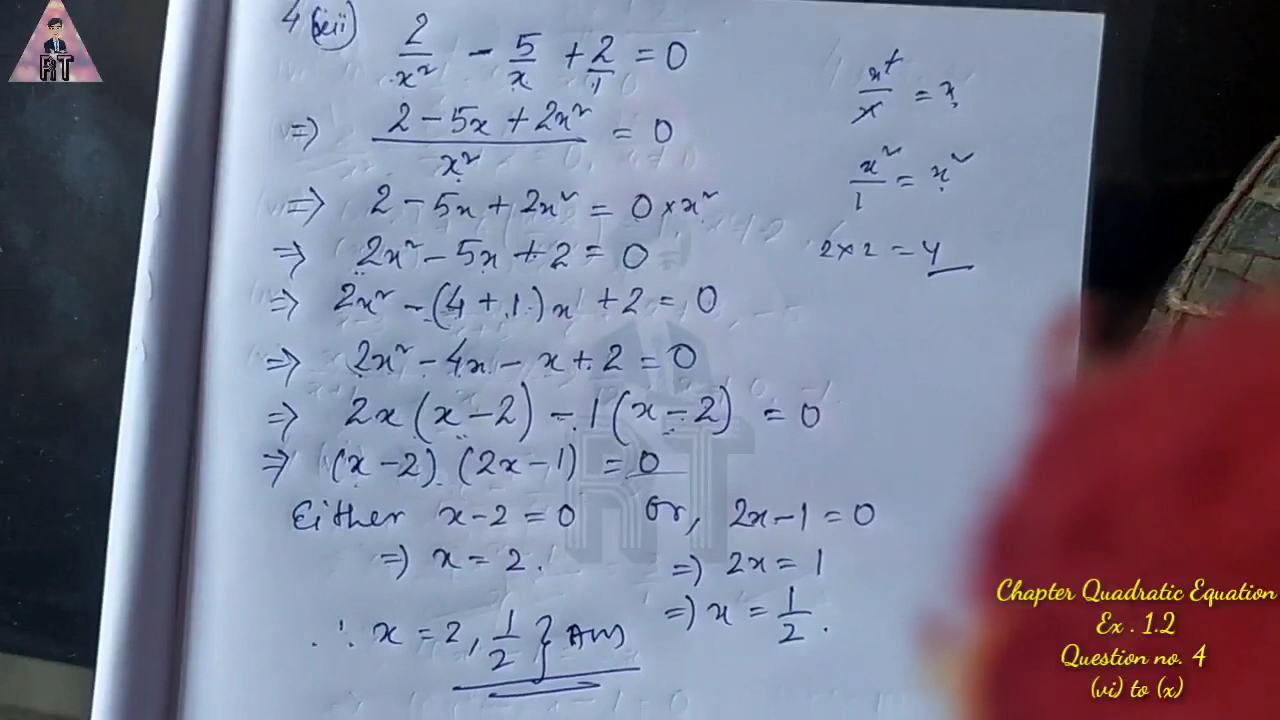 RT
4 (viii) 2/x² - 5/x + 2/1 = 0
⇒ (2 - 5x + 2x²)/x² = 0
⇒ 2 - 5x + 2x² = 0 × x²
⇒ 2x² - 5x + 2 = 0
⇒ 2x² - (4 + 1)x + 2 = 0
⇒ 2x² - 4x - x + 2 = 0
⇒ 2x(x - 2) - 1(x - 2) = 0
⇒ (x - 2) (2x - 1) = 0
Either x - 2 = 0 Or, 2x - 1 = 0
⇒ x = 2. ⇒ 2x = 1
⇒ x = 1/2.
∴ x = 2, 1/2 } Ans
x²/x = x
x²/1 = x²
2 × 2 = 4
RT
Chapter Quadratic Equation
Ex . 1.2
Question no. 4
(vi) to (x)